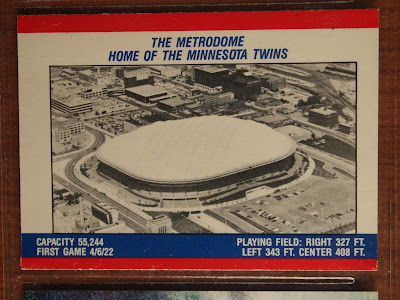 THE METRODOME
HOME OF THE MINNESOTA TWINS
CAPACITY 55,244
FIRST GAME 4/6/22
PLAYING FIELD: RIGHT 327 FT.
LEFT 343 FT. CENTER 408 FT.